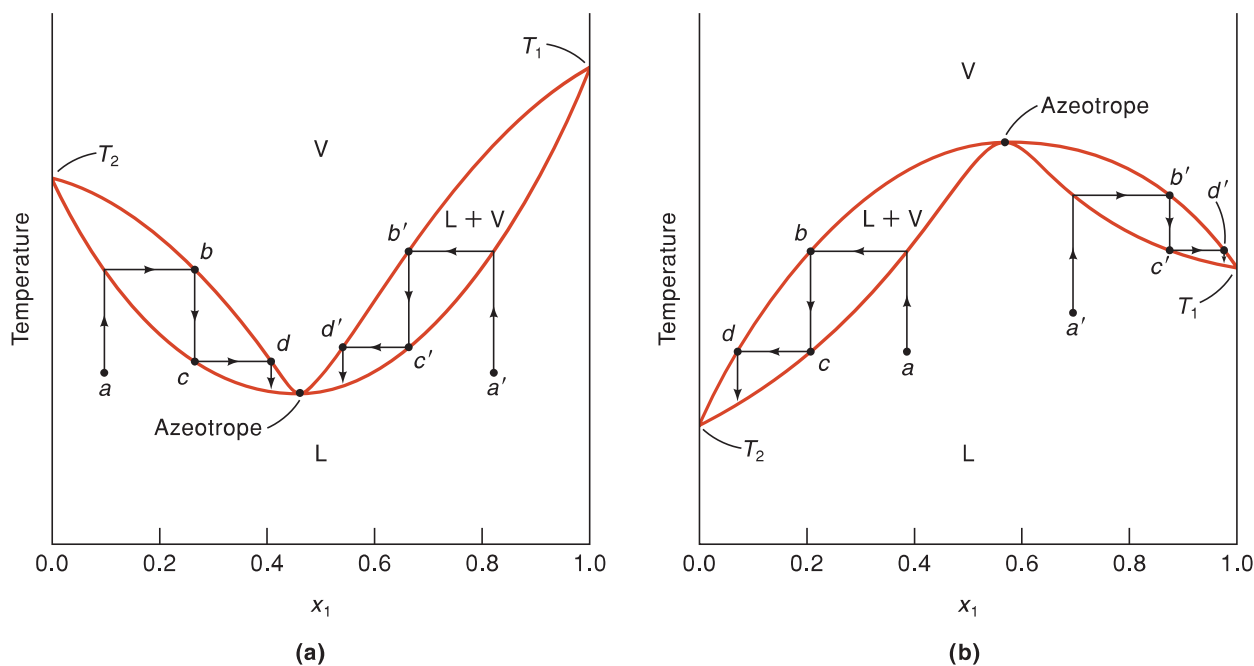 T1
V
T2
b
b′
L + V
Temperature
d
d′
c
c′
a
a′
Azeotrope
L
0.0 0.2 0.4 0.6 0.8 1.0
x1
(a)
V
Azeotrope
b′
d′
L + V
b
c′
T1
Temperature
a′
d
c
a
T2
L
0.0 0.2 0.4 0.6 0.8 1.0
x1
(b)